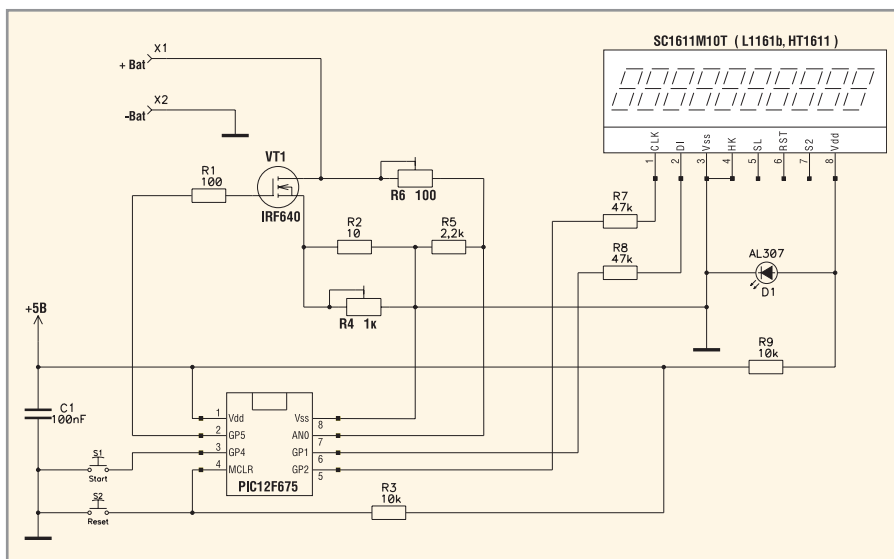 SC1611M10T ( L1161b, HT1611 )
X1
+ Bat
X2
-Bat
CLK
DI
Vss
HK
SL
RST
S2
Vdd
1
2
3
4
5
6
7
8
R1
100
VT1
IRF640
R6 100
R2
10
R5
2,2k
R4 1к
R7
47k
R8
47k
AL307
D1
+5В
R9
10k
C1
100nF
1
Vdd
Vss
8
2
GP5
AN0
7
3
GP4
GP1
6
4
MCLR
GP2
5
PIC12F675
S1
Start
S2
Reset
R3
10k